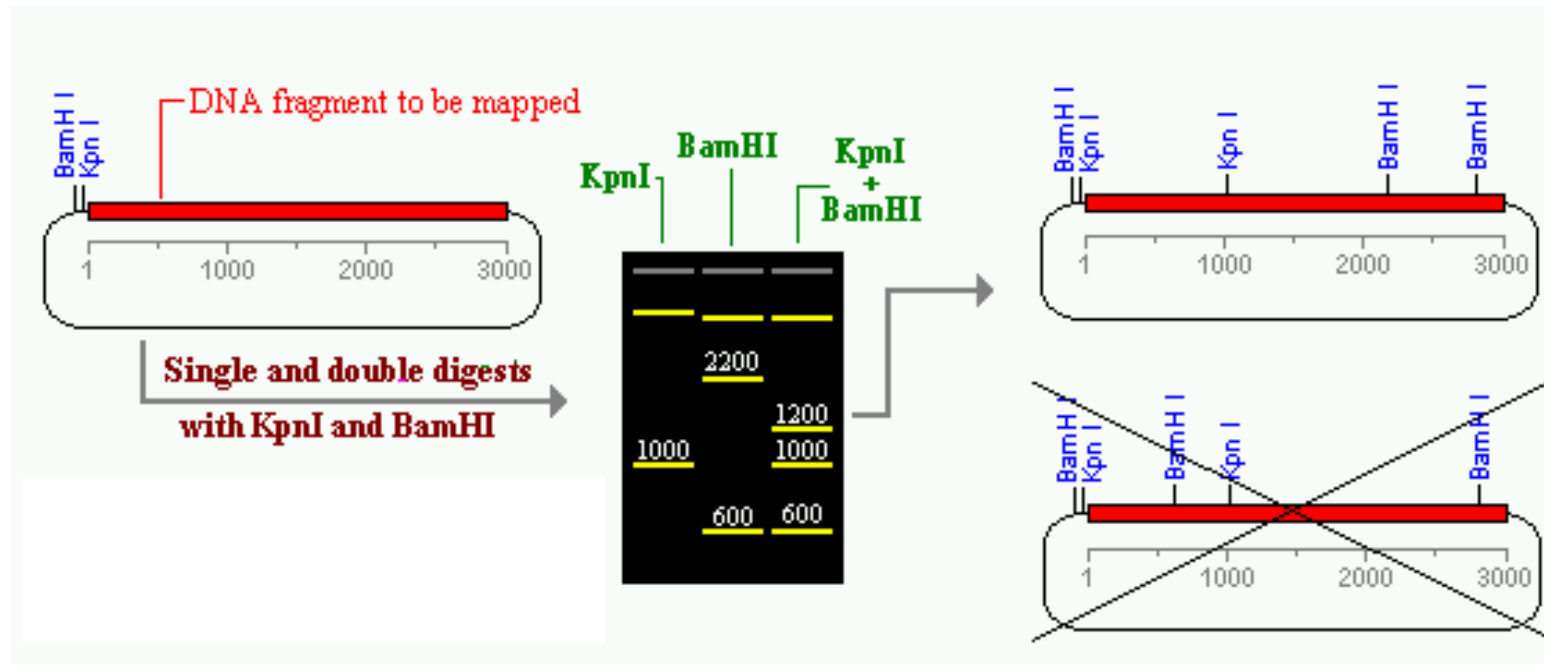 BamH I
Kpn I
DNA fragment to be mapped
1
1000
2000
3000
Single and double digests
with KpnI and BamHI
KpnI
BamHI
KpnI
+
BamHI
2200
1200
1000
1000
600
600
BamH I
Kpn I
Kpn I
BamH I
BamH I
1
1000
2000
3000
BamH I
Kpn I
BamH I
Kpn I
BamH I
1
1000
2000
3000